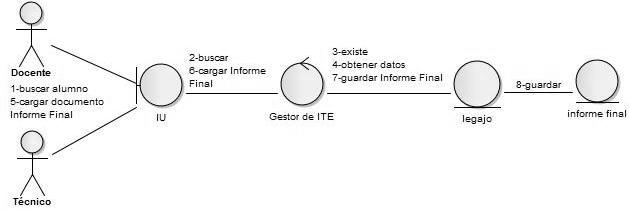 Docente
1-buscar alumno
5-cargar documento
Informe Final
Técnico
IU
2-buscar
6-cargar Informe
Final
Gestor de ITE
3-existe
4-obtener datos
7-guardar Informe Final
legajo
8-guardar
informe final